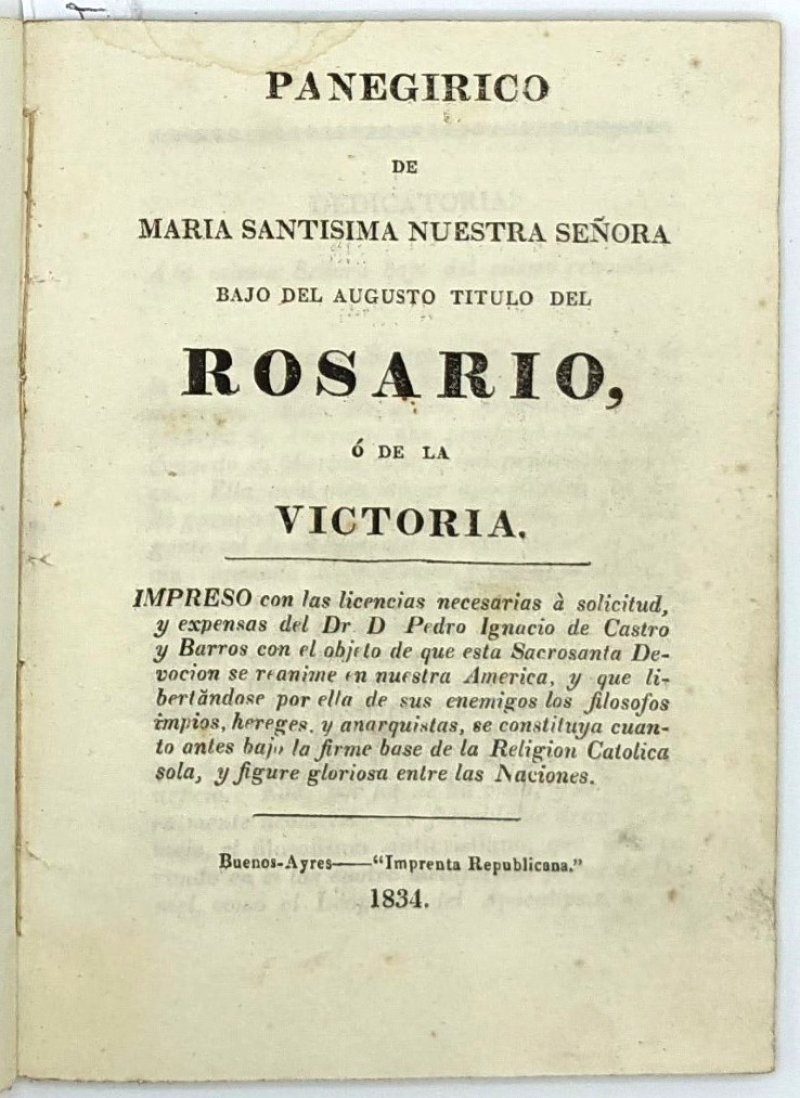 PANEGIRICO
DE
MARIA SANTISIMA NUESTRA SEÑORA
BAJO DEL AUGUSTO TITULO DEL
ROSARIO,
ó DE LA
VICTORIA.
IMPRESO con las licencias necesarias à solicitud,
y expensas del Dr D Pedro Ignacio de Castro
y Barros con el objeto de que esta Sacrosanta De-
vocion se reanime en nuestra America, y que li-
bertàndose por ella de sus enemigos los filosofos
impios, hereges, y anarquistas, se constituya cuan-
to antes bajo la firme base de la Religion Catolica
sola, y figure gloriosa entre las Naciones.
Buenos-Ayres——“Imprenta Republicana.”
1834.